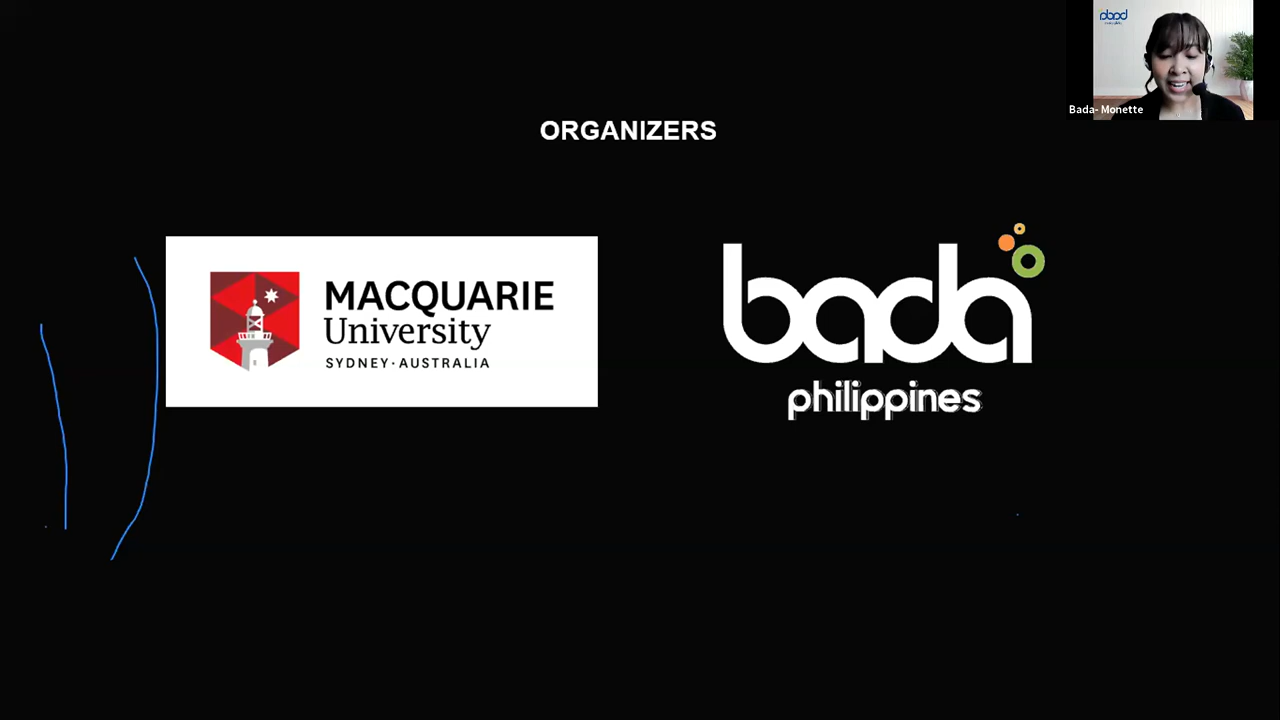 ORGANIZERS
MACQUARIE
University
SYDNEY·AUSTRALIA
bada
philippines
Bada- Monette